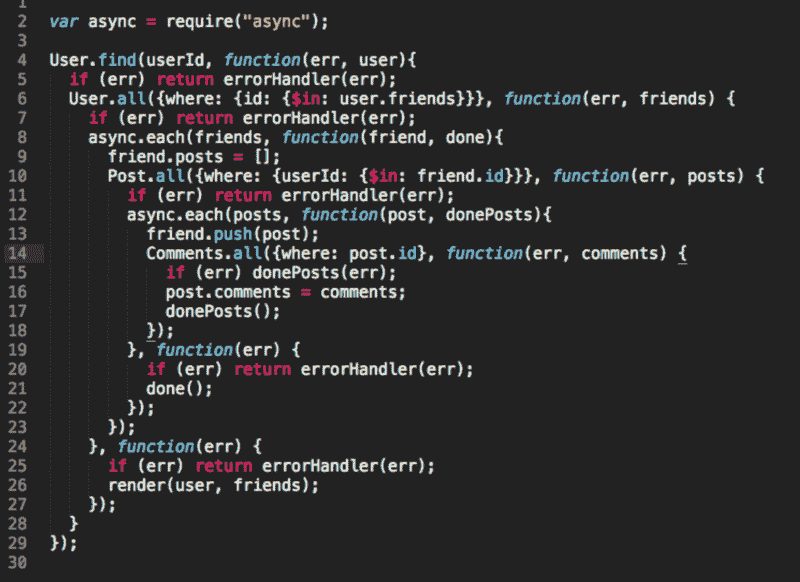 1
2 var async = require("async");
3
4 User.find(userId, function(err, user){
5   if (err) return errorHandler(err);
6   User.all({where: {id: {$in: user.friends}}}, function(err, friends) {
7     if (err) return errorHandler(err);
8     async.each(friends, function(friend, done){
9       friend.posts = [];
10       Post.all({where: {userId: {$in: friend.id}}}, function(err, posts) {
11         if (err) return errorHandler(err);
12         async.each(posts, function(post, donePosts){
13           friend.push(post);
14           Comments.all({where: post.id}, function(err, comments) {
15             if (err) donePosts(err);
16             post.comments = comments;
17             donePosts();
18           });
19         }, function(err) {
20           if (err) return errorHandler(err);
21           done();
22         });
23       });
24     }, function(err) {
25       if (err) return errorHandler(err);
26       render(user, friends);
27     });
28   }
29 });
30